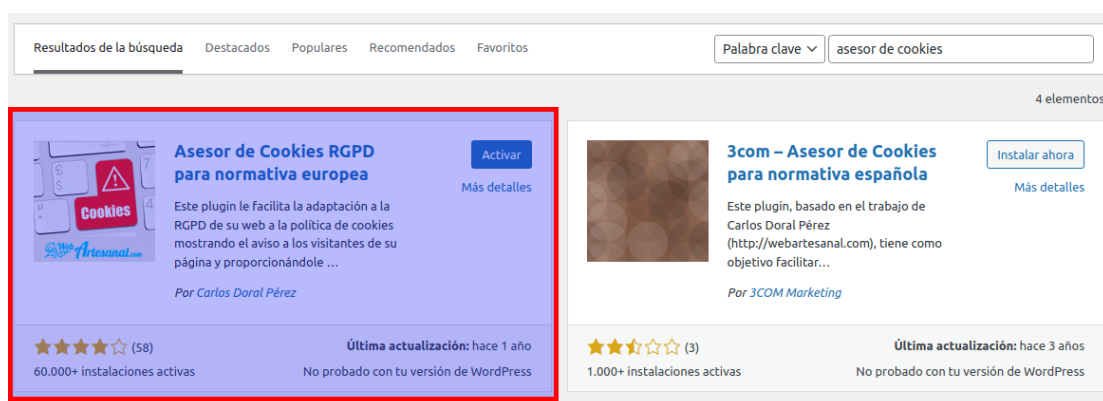 Resultados de la búsqueda Destacados Populares Recomendados Favoritos Palabra clave asesor de cookies
4 elementos
Cookies
Web Artesanal.com
Asesor de Cookies RGPD
para normativa europea
Activar
Más detalles
Este plugin le facilita la adaptación a la
RGPD de su web a la política de cookies
mostrando el aviso a los visitantes de su
página y proporcionándole …
Por Carlos Doral Pérez
(58)
60.000+ instalaciones activas
Última actualización: hace 1 año
No probado con tu versión de WordPress
3com – Asesor de Cookies
para normativa española
Instalar ahora
Más detalles
Este plugin, basado en el trabajo de
Carlos Doral Pérez
(http://webartesanal.com), tiene como
objetivo facilitar…
Por 3COM Marketing
(3)
1.000+ instalaciones activas
Última actualización: hace 3 años
No probado con tu versión de WordPress